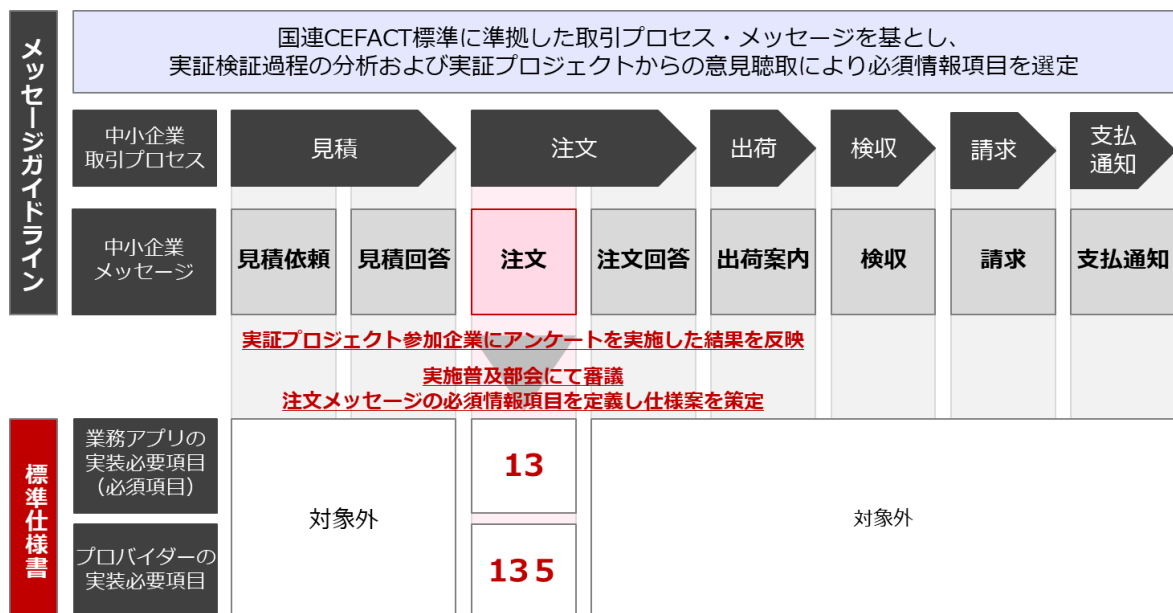 メッセージガイドライン
国連CEFACT標準に準拠した取引プロセス・メッセージを基とし、
実証検証過程の分析および実証プロジェクトからの意見聴取により必須情報項目を選定
中小企業
取引プロセス
見積
注文
出荷
検収
請求
支払
通知
中小企業
メッセージ
見積依頼
見積回答
注文
注文回答
出荷案内
検収
請求
支払通知
実証プロジェクト参加企業にアンケートを実施した結果を反映
実施普及部会にて審議
注文メッセージの必須情報項目を定義し仕様案を策定
標準仕様書
業務アプリの
実装必要項目
（必須項目）
対象外
13
対象外
プロバイダーの
実装必要項目
13５